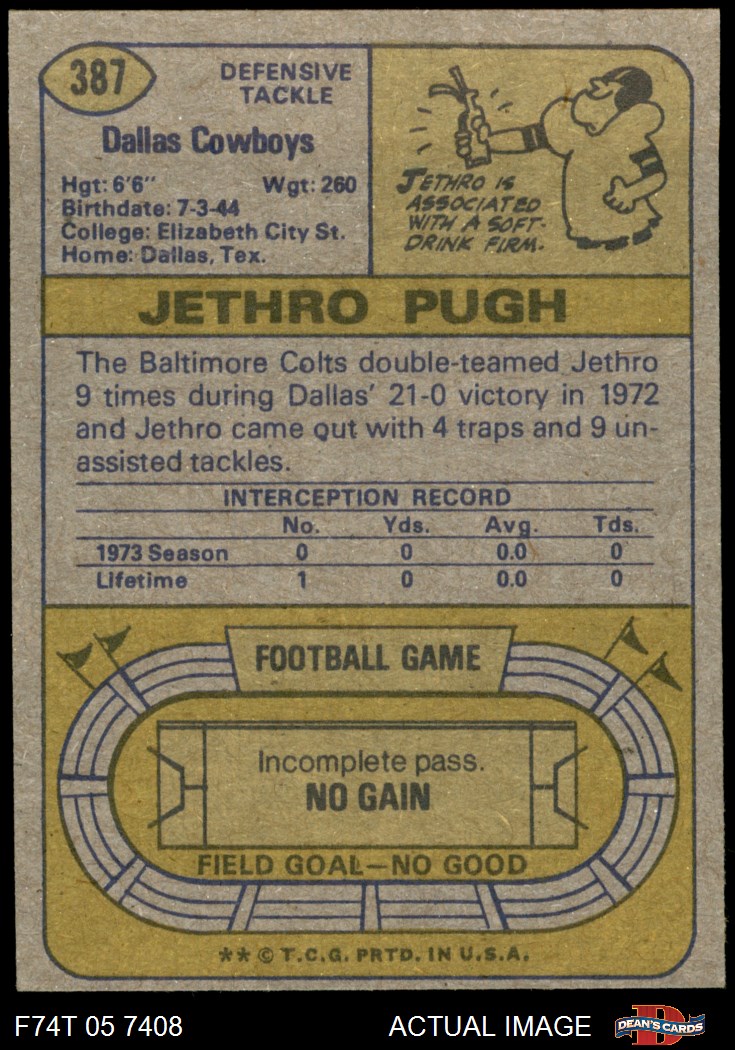 387
DEFENSIVE
TACKLE
Dallas Cowboys
Hgt: 6'6" Wgt: 260
Birthdate: 7-3-44
College: Elizabeth City St.
Home: Dallas, Tex.
JETHRO IS
ASSOCIATED
WITH A SOFT-
DRINK FIRM.
JETHRO PUGH
The Baltimore Colts double-teamed Jethro
9 times during Dallas' 21-0 victory in 1972
and Jethro came out with 4 traps and 9 un-
assisted tackles.
INTERCEPTION RECORD
No. Yds. Avg. Tds.
1973 Season 0 0 0.0 0
Lifetime 1 0 0.0 0
FOOTBALL GAME
Incomplete pass.
NO GAIN
FIELD GOAL—NO GOOD
** © T.C.G. PRTD. IN U.S.A.
F74T 05 7408 ACTUAL IMAGE
D
DEAN'S CARDS